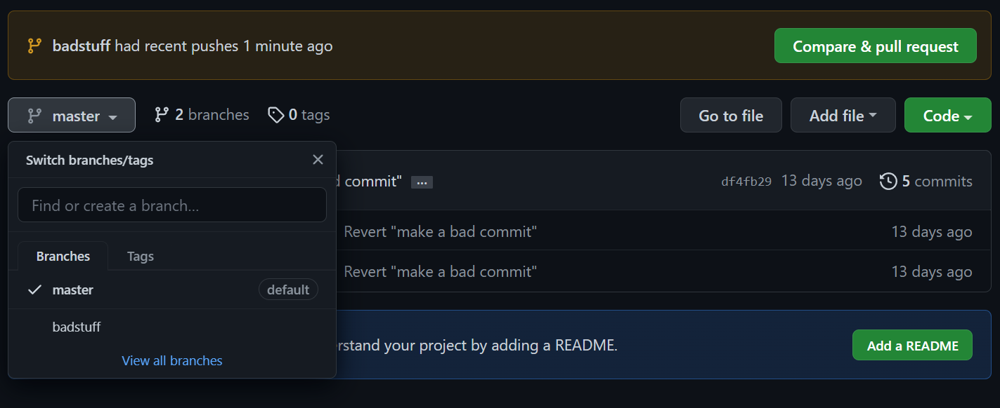 badstuff had recent pushes 1 minute ago
Compare & pull request
master
2 branches
0 tags
Go to file
Add file
Code
Switch branches/tags
Find or create a branch...
Branches
Tags
master
default
badstuff
View all branches
commit"
...
df4fb29
13 days ago
5 commits
Revert "make a bad commit"
13 days ago
Revert "make a bad commit"
13 days ago
your project by adding a README.
Add a README